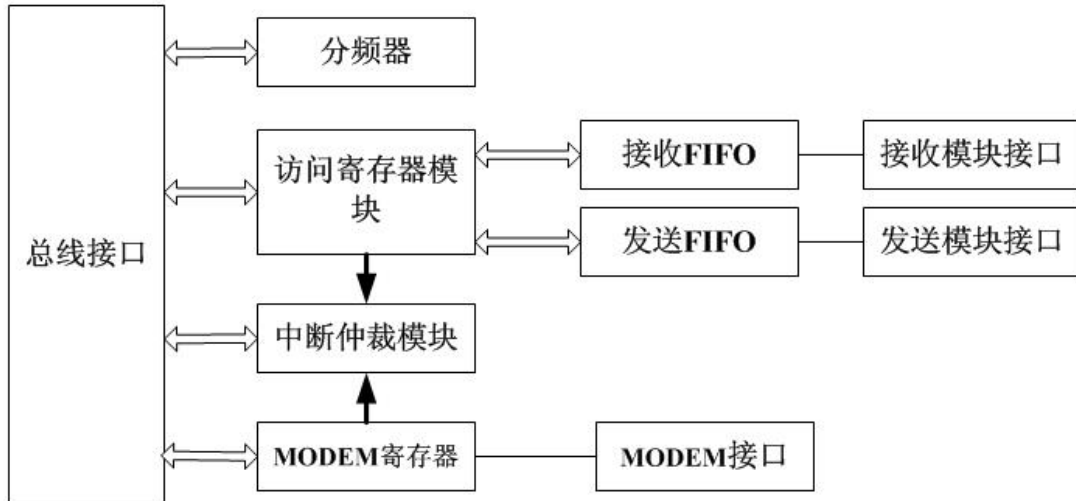 分频器
接收FIFO
接收模块接口
访问寄存器模
块
发送FIFO
发送模块接口
总线接口
中断仲裁模块
MODEM寄存器
MODEM接口